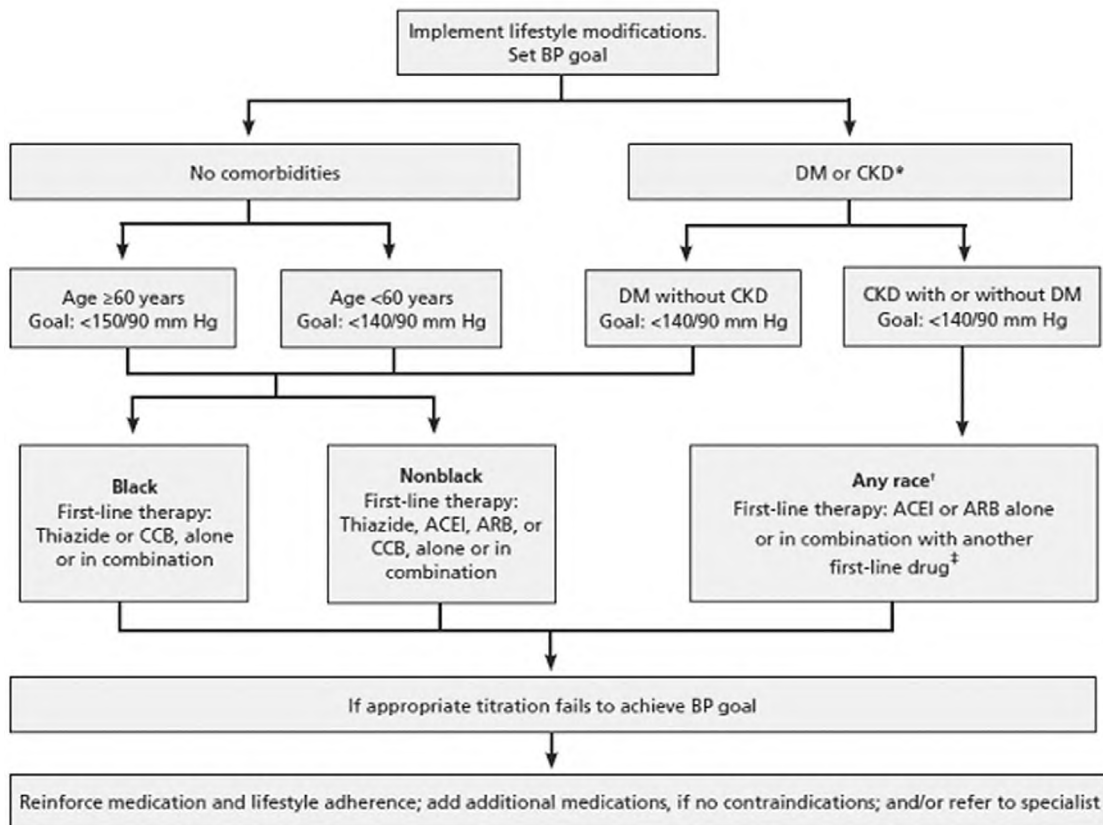 Implement lifestyle modifications.
Set BP goal
No comorbidities
DM or CKD*
Age ≥60 years
Goal: <150/90 mm Hg
Age <60 years
Goal: <140/90 mm Hg
DM without CKD
Goal: <140/90 mm Hg
CKD with or without DM
Goal: <140/90 mm Hg
Black
First-line therapy:
Thiazide or CCB, alone
or in combination
Nonblack
First-line therapy:
Thiazide, ACEI, ARB, or
CCB, alone or in
combination
Any race†
First-line therapy: ACEI or ARB alone
or in combination with another
first-line drug‡
If appropriate titration fails to achieve BP goal
Reinforce medication and lifestyle adherence; add additional medications, if no contraindications; and/or refer to specialist